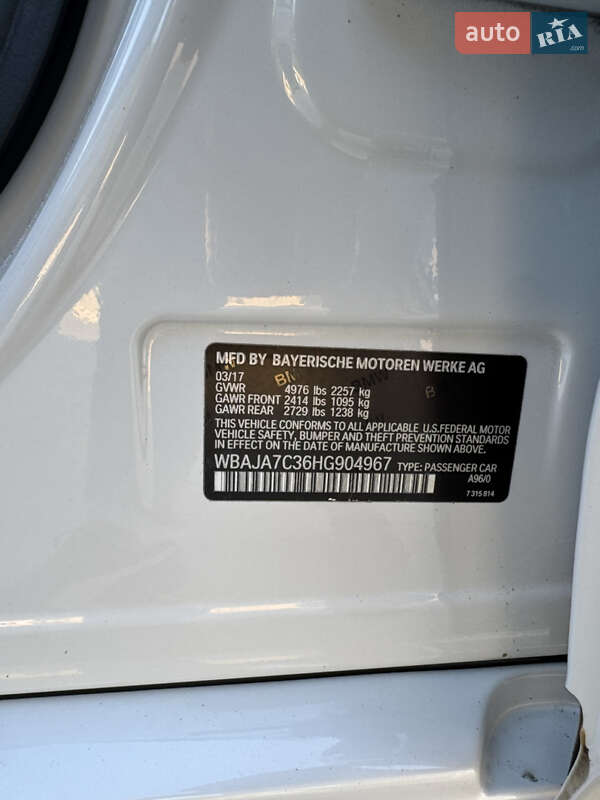 auto RIA
.com
MFD BY BAYERISCHE MOTOREN WERKE AG
03/17
GVWR 4976 lbs 2257 kg
GAWR FRONT 2414 lbs 1095 kg
GAWR REAR 2729 lbs 1238 kg
THIS VEHICLE CONFORMS TO ALL APPLICABLE U.S.FEDERAL MOTOR
VEHICLE SAFETY, BUMPER AND THEFT PREVENTION STANDARDS
IN EFFECT ON THE DATE OF MANUFACTURE SHOWN ABOVE.
WBAJA7C36HG904967 TYPE: PASSENGER CAR
A96/0
7 315 814